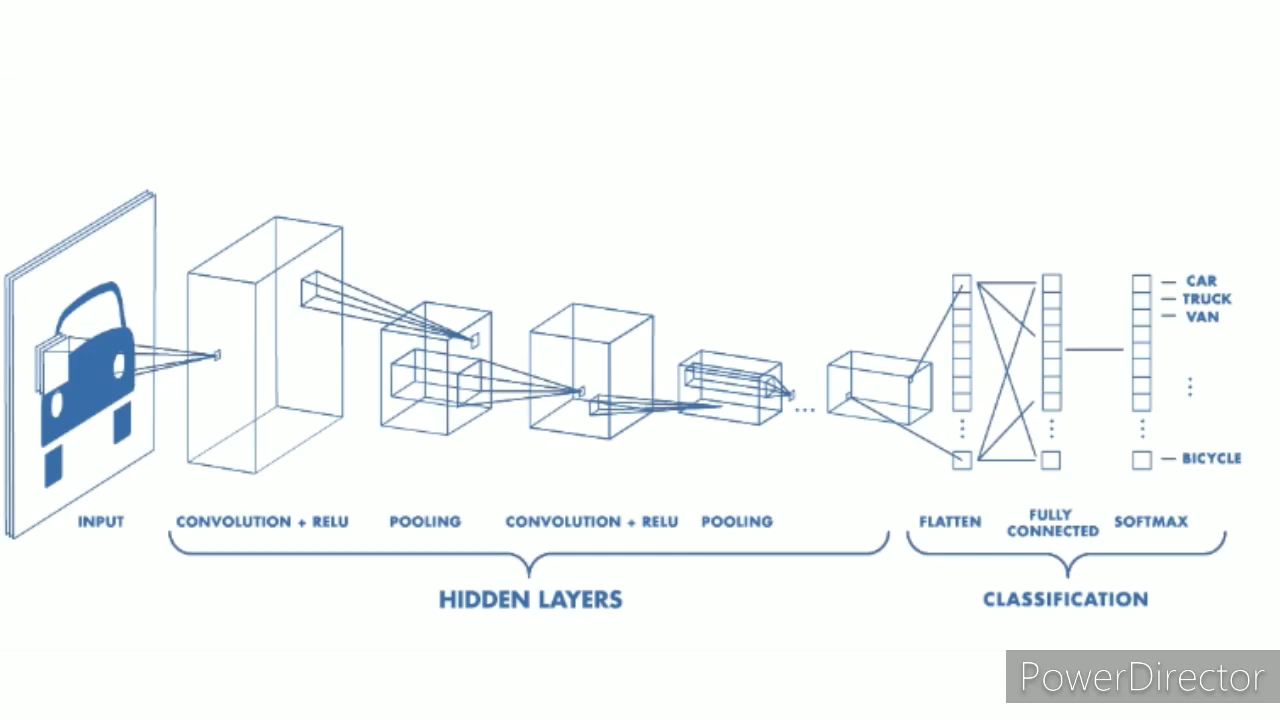 CAR
TRUCK
VAN
BICYCLE
INPUT
CONVOLUTION + RELU
POOLING
CONVOLUTION + RELU
POOLING
FLATTEN
FULLY
CONNECTED
SOFTMAX
HIDDEN LAYERS
CLASSIFICATION
PowerDirector